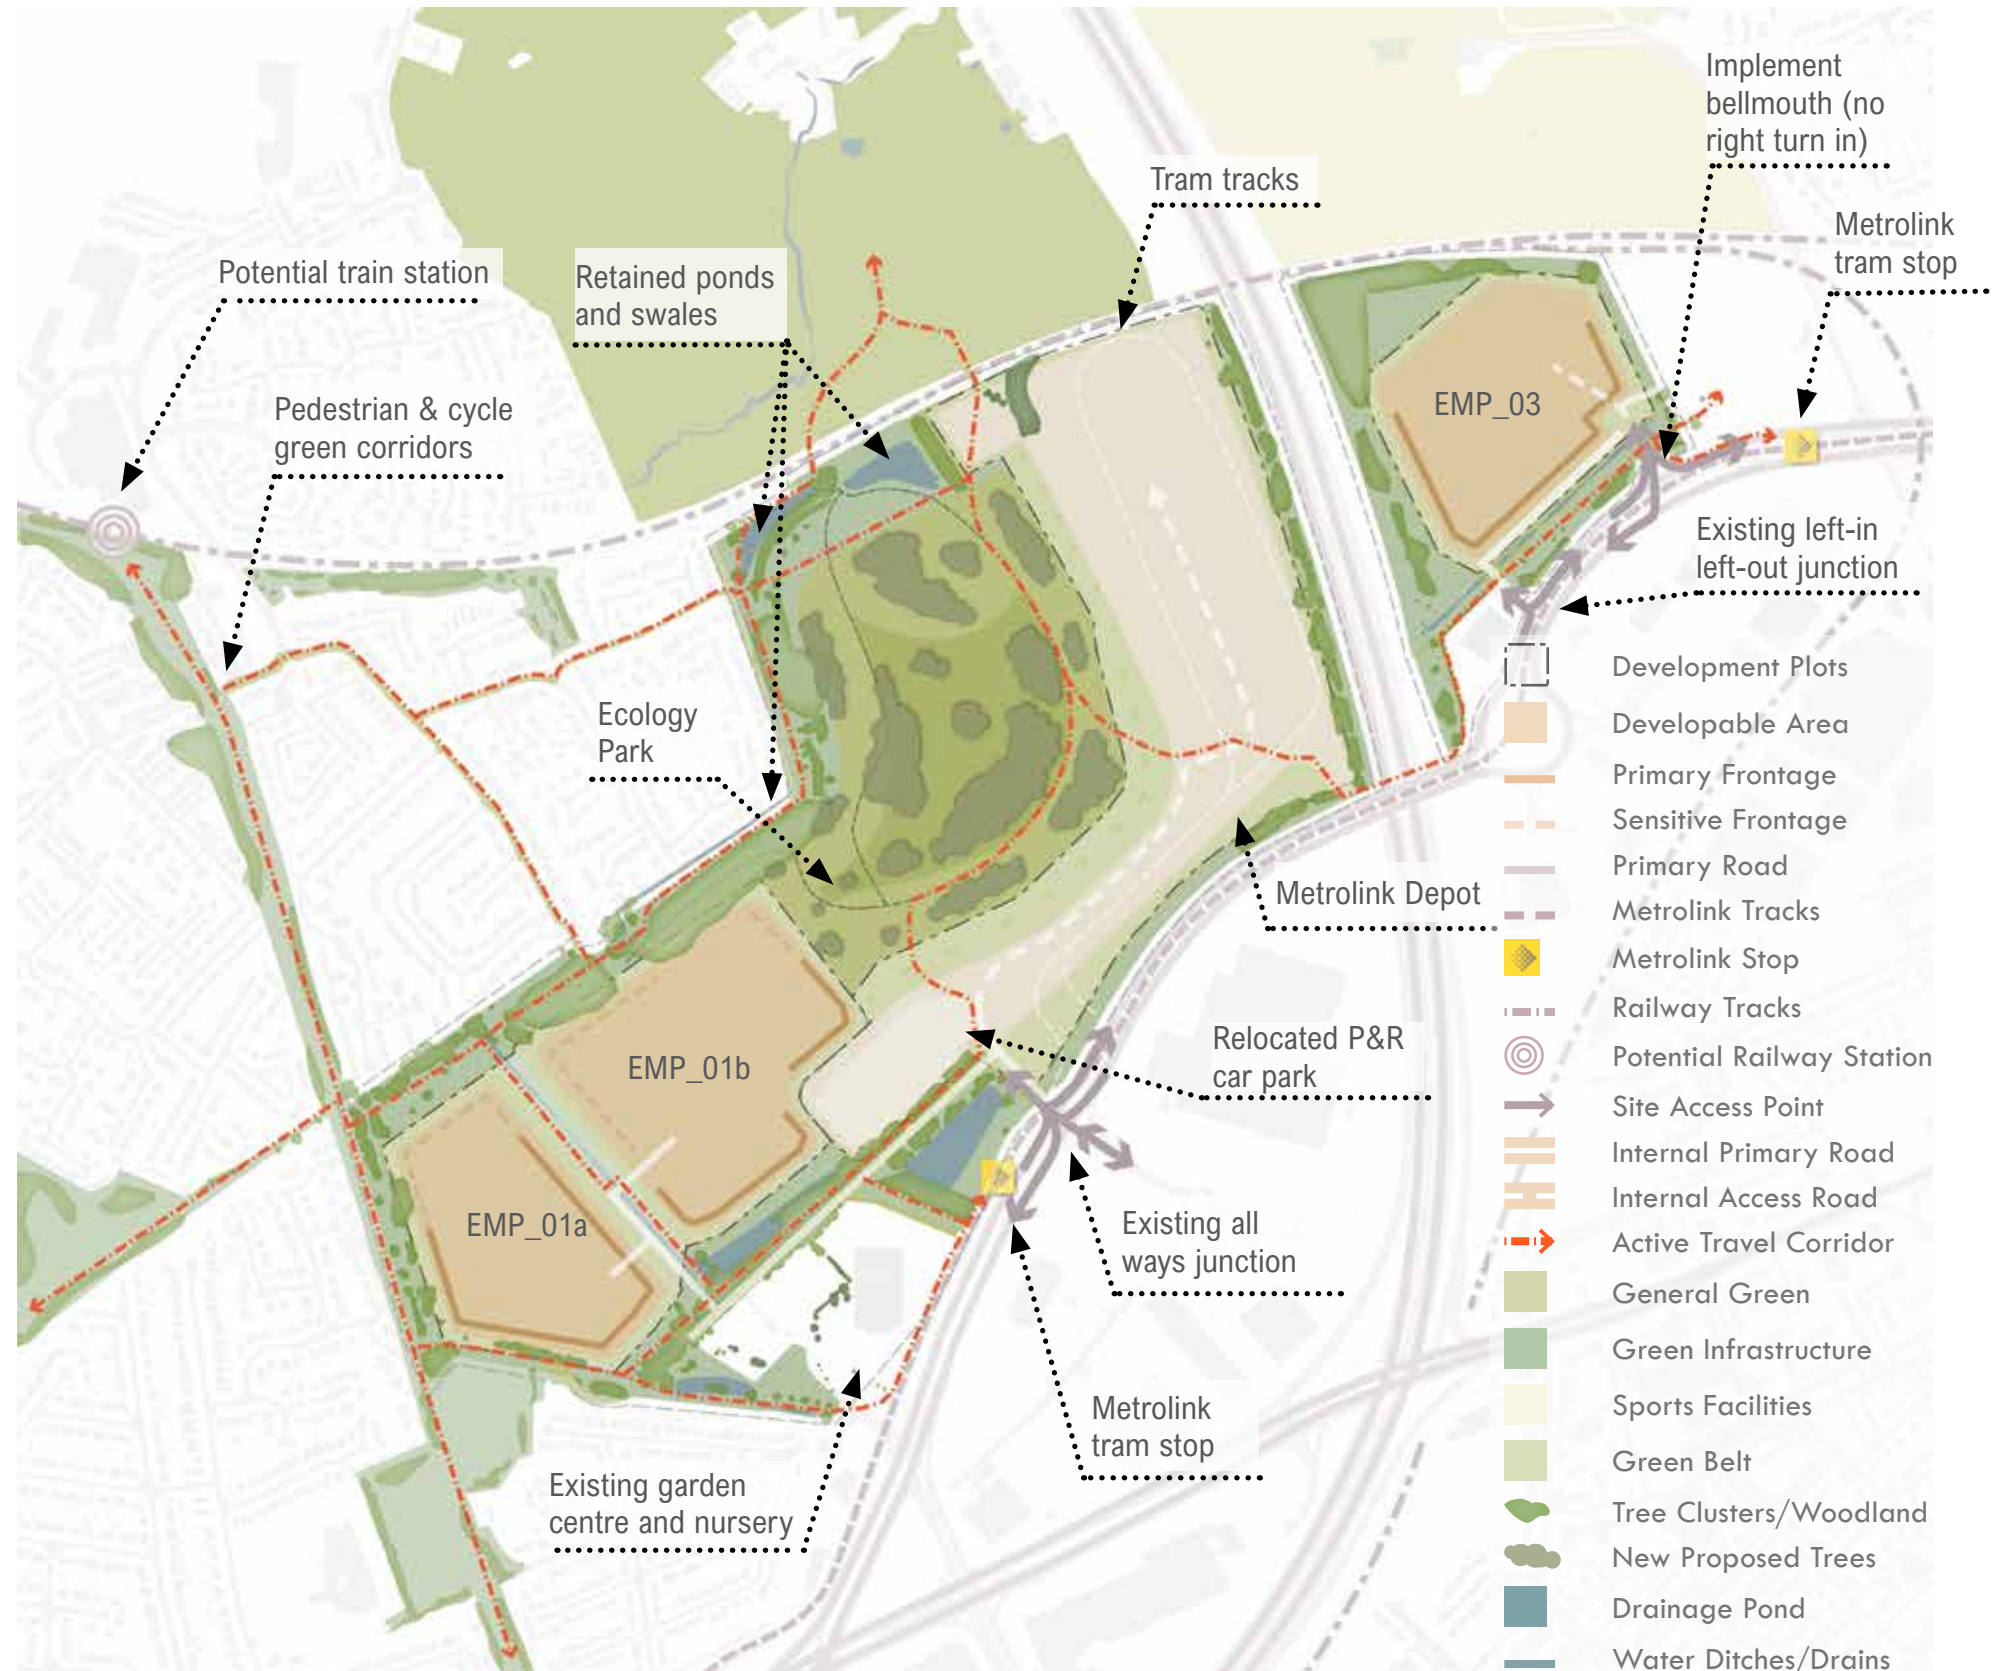 Implement
bellmouth (no
right turn in)
Tram tracks
Metrolink
tram stop
Potential train station
Retained ponds
and swales
Pedestrian & cycle
green corridors
EMP_03
Existing left-in
left-out junction
Ecology
Park
Metrolink Depot
EMP_01b
Relocated P&R
car park
EMP_01a
Existing all
ways junction
Metrolink
tram stop
Existing garden
centre and nursery
Development Plots
Developable Area
Primary Frontage
Sensitive Frontage
Primary Road
Metrolink Tracks
Metrolink Stop
Railway Tracks
Potential Railway Station
Site Access Point
Internal Primary Road
Internal Access Road
Active Travel Corridor
General Green
Green Infrastructure
Sports Facilities
Green Belt
Tree Clusters/Woodland
New Proposed Trees
Drainage Pond
Water Ditches/Drains